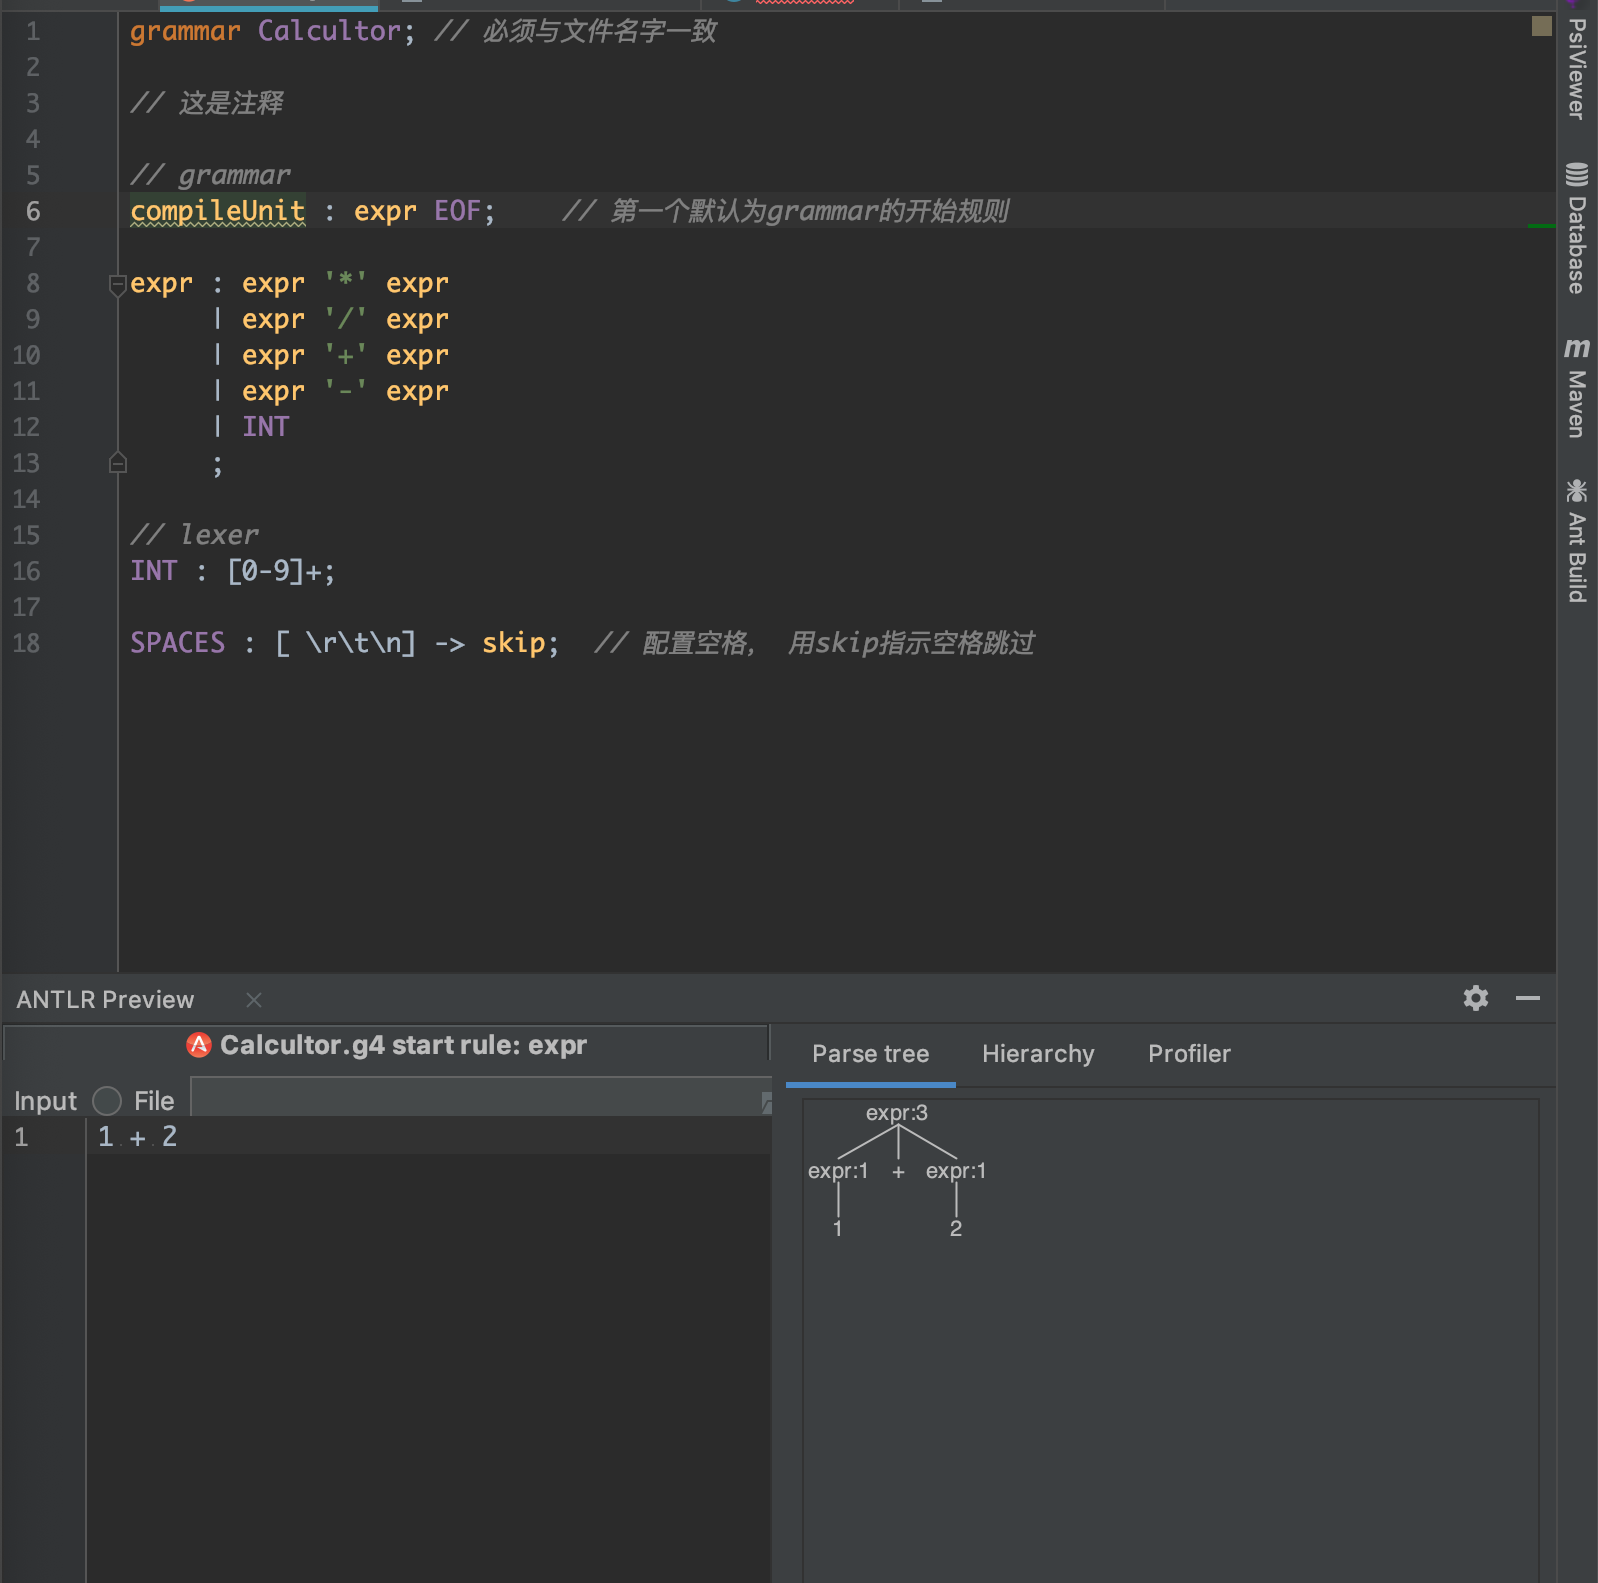 1 grammar Calcultor; // 必须与文件名字一致
2
3 // 这是注释
4
5 // grammar
6 compileUnit : expr EOF;    // 第一个默认为grammar的开始规则
7
8 expr : expr '*' expr
9      | expr '/' expr
10      | expr '+' expr
11      | expr '-' expr
12      | INT
13      ;
14
15 // lexer
16 INT : [0-9]+;
17
18 SPACES : [ \r\t\n] -> skip;  // 配置空格， 用skip指示空格跳过
PsiViewer
Database
m Maven
Ant Build
ANTLR Preview
Calcultor.g4 start rule: expr
Input File
1 1 + 2
Parse tree Hierarchy Profiler
expr:3
expr:1 + expr:1
1 2